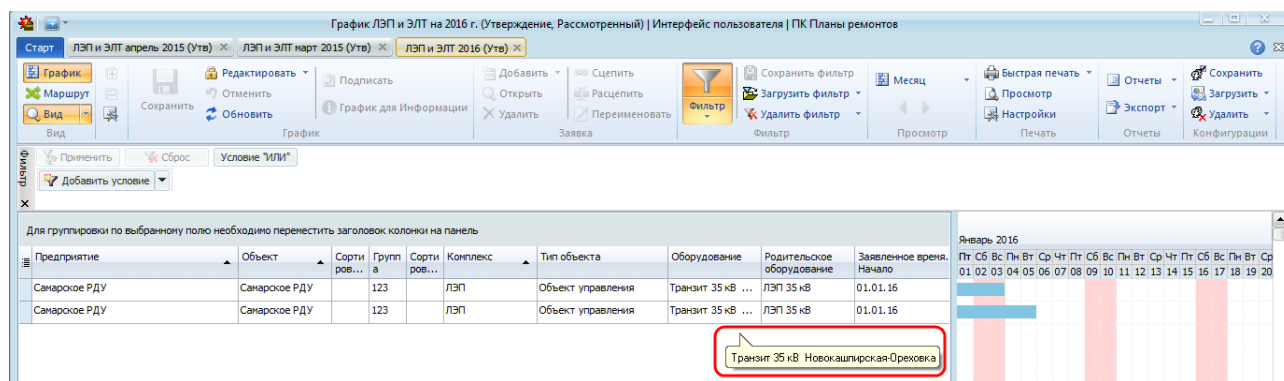 График ЛЭП и ЭЛТ на 2016 г. (Утверждение, Рассмотренный) | Интерфейс пользователя | ПК Планы ремонтов
Старт ЛЭП и ЭЛТ апрель 2015 (Утв) ЛЭП и ЭЛТ март 2015 (Утв) ЛЭП и ЭЛТ 2016 (Утв)
График Редактировать Подписать Добавить Сцепить Сохранить фильтр Месяц Быстрая печать Отчеты Сохранить
Маршрут Сохранить Отменить График для Информации Открыть Расцепить Фильтр Загрузить фильтр Просмотр Экспорт Загрузить
Вид Обновить Удалить Переименовать Удалить фильтр Настройки Удалить
Вид График Заявка Фильтр Просмотр Печать Отчеты Конфигурации
Фильтр Применить Сброс Условие "ИЛИ"
Добавить условие
Для группировки по выбранному полю необходимо переместить заголовок колонки на панель
Январь 2016
Предприятие Объект Сорти Групп Сорти Комплекс Тип объекта Оборудование Родительское Заявленное время. Пт Сб Вс Пн Вт Ср Чт Пт Сб Вс Пн Вт Ср Чт Пт Сб Вс Пн Вт Ср
ров... а ров... оборудование Начало 01 02 03 04 05 06 07 08 09 10 11 12 13 14 15 16 17 18 19 20
Самарское РДУ Самарское РДУ 123 ЛЭП Объект управления Транзит 35 кВ ... ЛЭП 35 кВ 01.01.16
Самарское РДУ Самарское РДУ 123 ЛЭП Объект управления Транзит 35 кВ ... ЛЭП 35 кВ 01.01.16
Транзит 35 кВ Новокашпирская-Ореховка